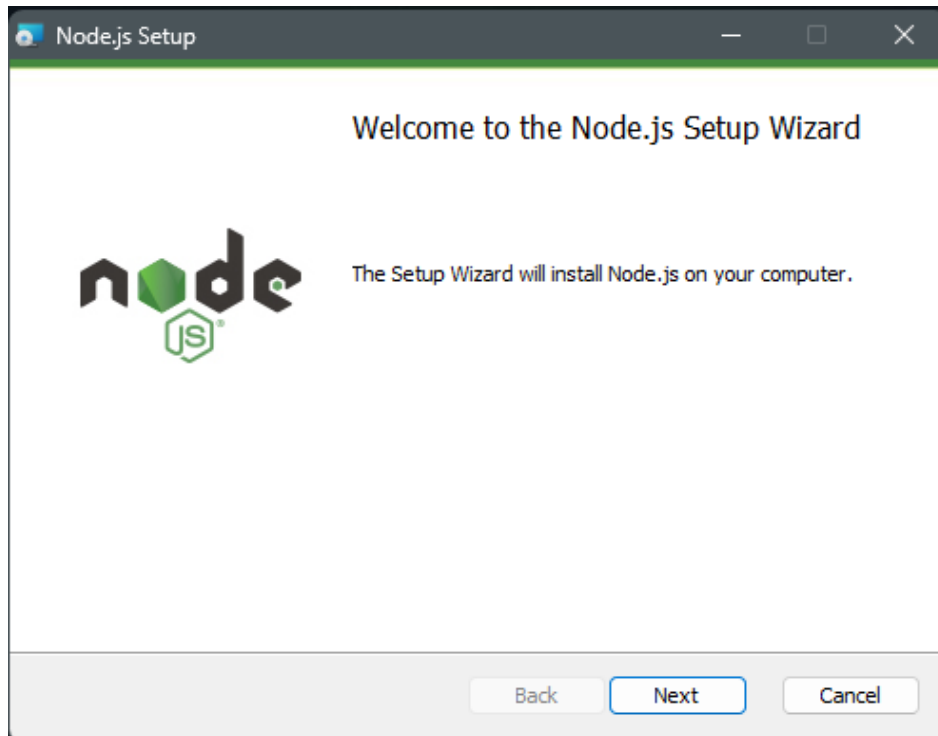 Node.js Setup
Welcome to the Node.js Setup Wizard
node
JS®
The Setup Wizard will install Node.js on your computer.
Back Next Cancel